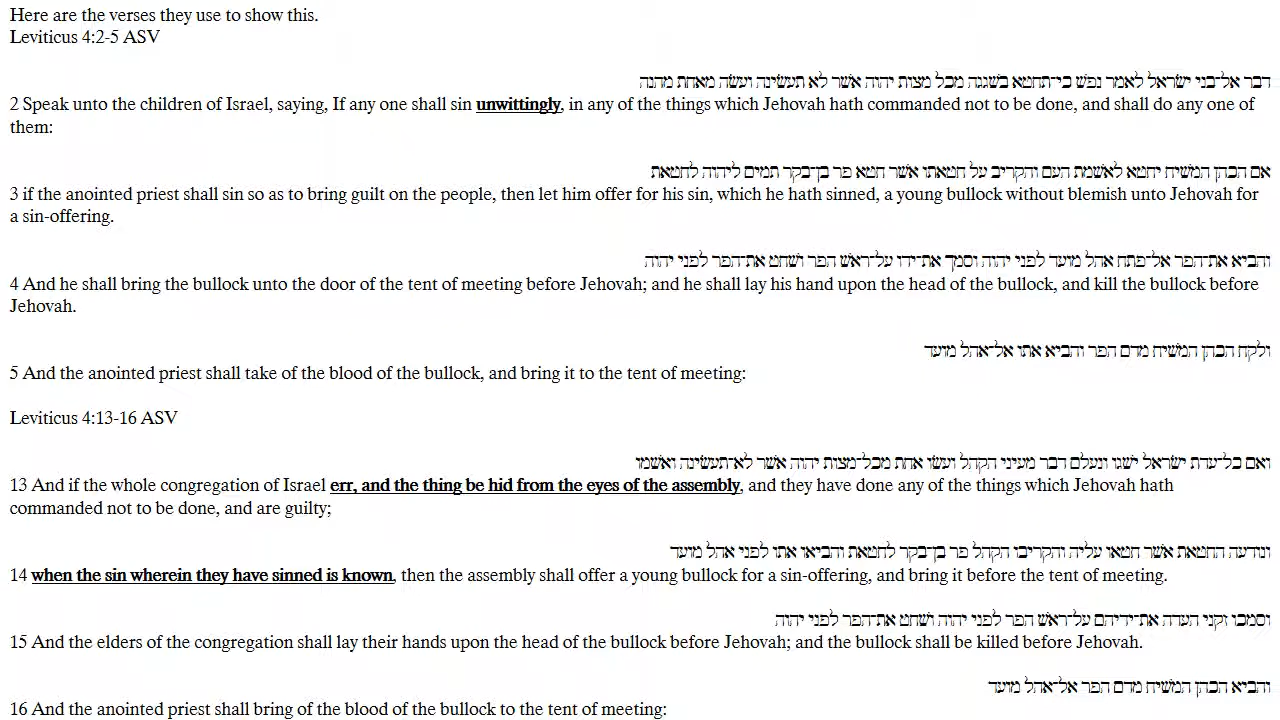 Here are the verses they use to show this.
Leviticus 4:2-5 ASV
דבר אל־בני ישראל לאמר נפש כי־תחטא בשגגה מכל מצות יהוה אשר לא תעשׂינה ועשׂה מאחת מהנה
2 Speak unto the children of Israel, saying, If any one shall sin unwittingly, in any of the things which Jehovah hath commanded not to be done, and shall do any one of
them:
אם הכהן המשיח יחטא לאשמת העם והקריב על חטאתו אשר חטא פר בן־בקר תמים ליהוה לחטאת
3 if the anointed priest shall sin so as to bring guilt on the people, then let him offer for his sin, which he hath sinned, a young bullock without blemish unto Jehovah for
a sin-offering.
והביא את־הפר אל־פתח אהל מועד לפני יהוה וסמך את־ידו על־ראש הפר ושחט את־הפר לפני יהוה
4 And he shall bring the bullock unto the door of the tent of meeting before Jehovah; and he shall lay his hand upon the head of the bullock, and kill the bullock before
Jehovah.
ולקח הכהן המשיח מדם הפר והביא אתו אל־אהל מועד
5 And the anointed priest shall take of the blood of the bullock, and bring it to the tent of meeting:
Leviticus 4:13-16 ASV
ואם כל־עדת ישראל ישגו ונעלם דבר מעיני הקהל ועשו אחת מכל־מצות יהוה אשר לא־תעשׂינה ואשמו
13 And if the whole congregation of Israel err, and the thing be hid from the eyes of the assembly, and they have done any of the things which Jehovah hath
commanded not to be done, and are guilty;
ונודעה החטאת אשר חטאו עליה והקריבו הקהל פר בן־בקר לחטאת והביאו אתו לפני אהל מועד
14 when the sin wherein they have sinned is known, then the assembly shall offer a young bullock for a sin-offering, and bring it before the tent of meeting.
וסמכו זקני העדה את־ידיהם על־ראש הפר לפני יהוה ושחט את־הפר לפני יהוה
15 And the elders of the congregation shall lay their hands upon the head of the bullock before Jehovah; and the bullock shall be killed before Jehovah.
והביא הכהן המשיח מדם הפר אל־אהל מועד
16 And the anointed priest shall bring of the blood of the bullock to the tent of meeting: